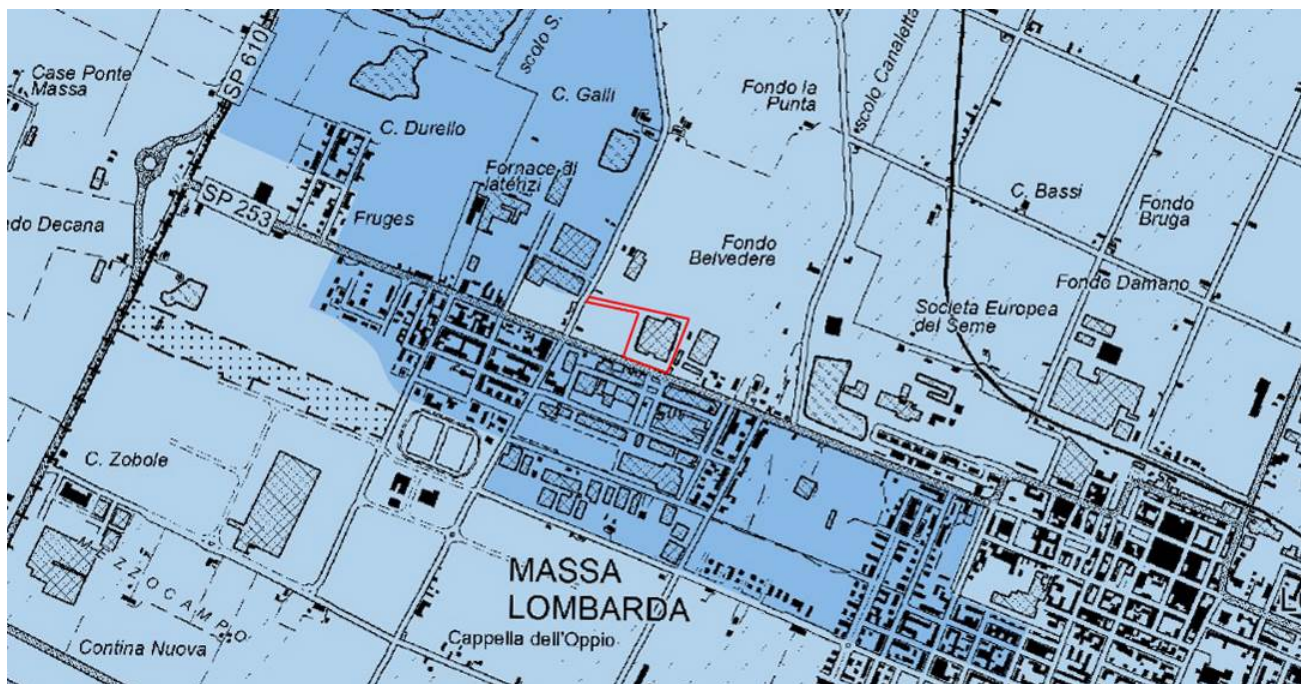 SP 610
scolo S.
Case Ponte
Massa
C. Galli
Fondo la
Punta
scolo Canaletta
C. Durello
Fornace di
laterizi
C. Bassi
Fondo
Bruga
SP 253
Fruges
ndo Decana
Fondo
Belvedere
Fondo Damano
Società Europea
del Seme
C. Zobole
MEZZOCAMPO
MASSA
LOMBARDA
Cappella dell'Oppio
Contina Nuova